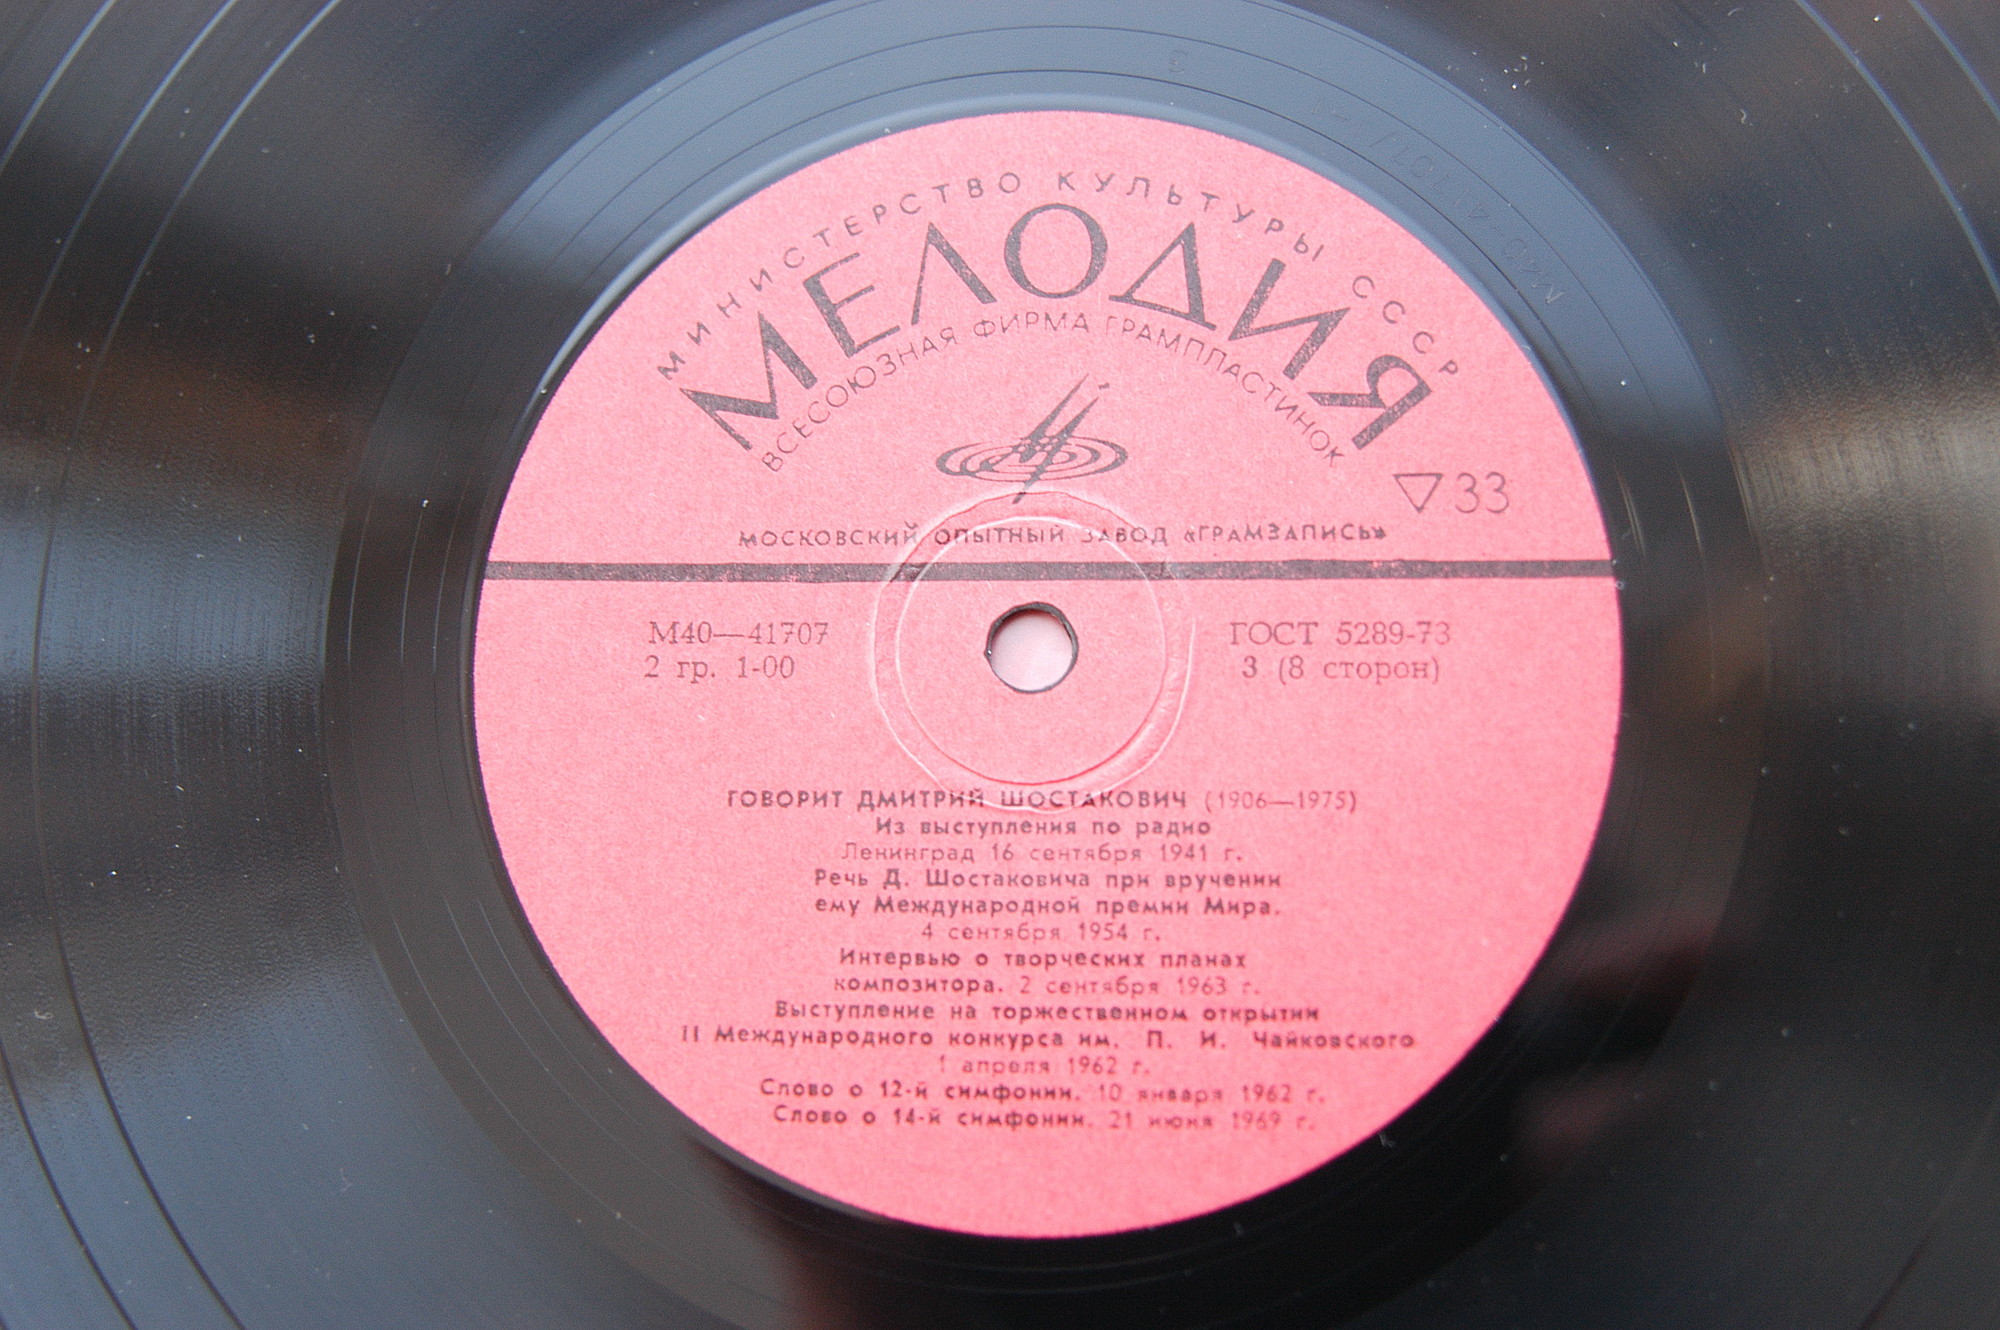 МИНИСТЕРСТВО КУЛЬТУРЫ СССР
МЕЛОДИЯ
ВСЕСОЮЗНАЯ ФИРМА ГРАМПЛАСТИНОК
33
МОСКОВСКИЙ ОПЫТНЫЙ ЗАВОД «ГРАМЗАПИСЬ»
М40—41707 ГОСТ 5289-73
2 гр. 1-00 3 (8 сторон)
ГОВОРИТ ДМИТРИЙ ШОСТАКОВИЧ (1906—1975)
Из выступления по радио
Ленинград 16 сентября 1941 г.
Речь Д. Шостаковича при вручении
ему Международной премии Мира.
4 сентября 1954 г.
Интервью о творческих планах
композитора. 2 сентября 1963 г.
Выступление на торжественном открытии
II Международного конкурса им. П. И. Чайковского
1 апреля 1962 г.
Слово о 12-й симфонии. 10 января 1962 г.
Слово о 14-й симфонии. 21 июня 1969 г.